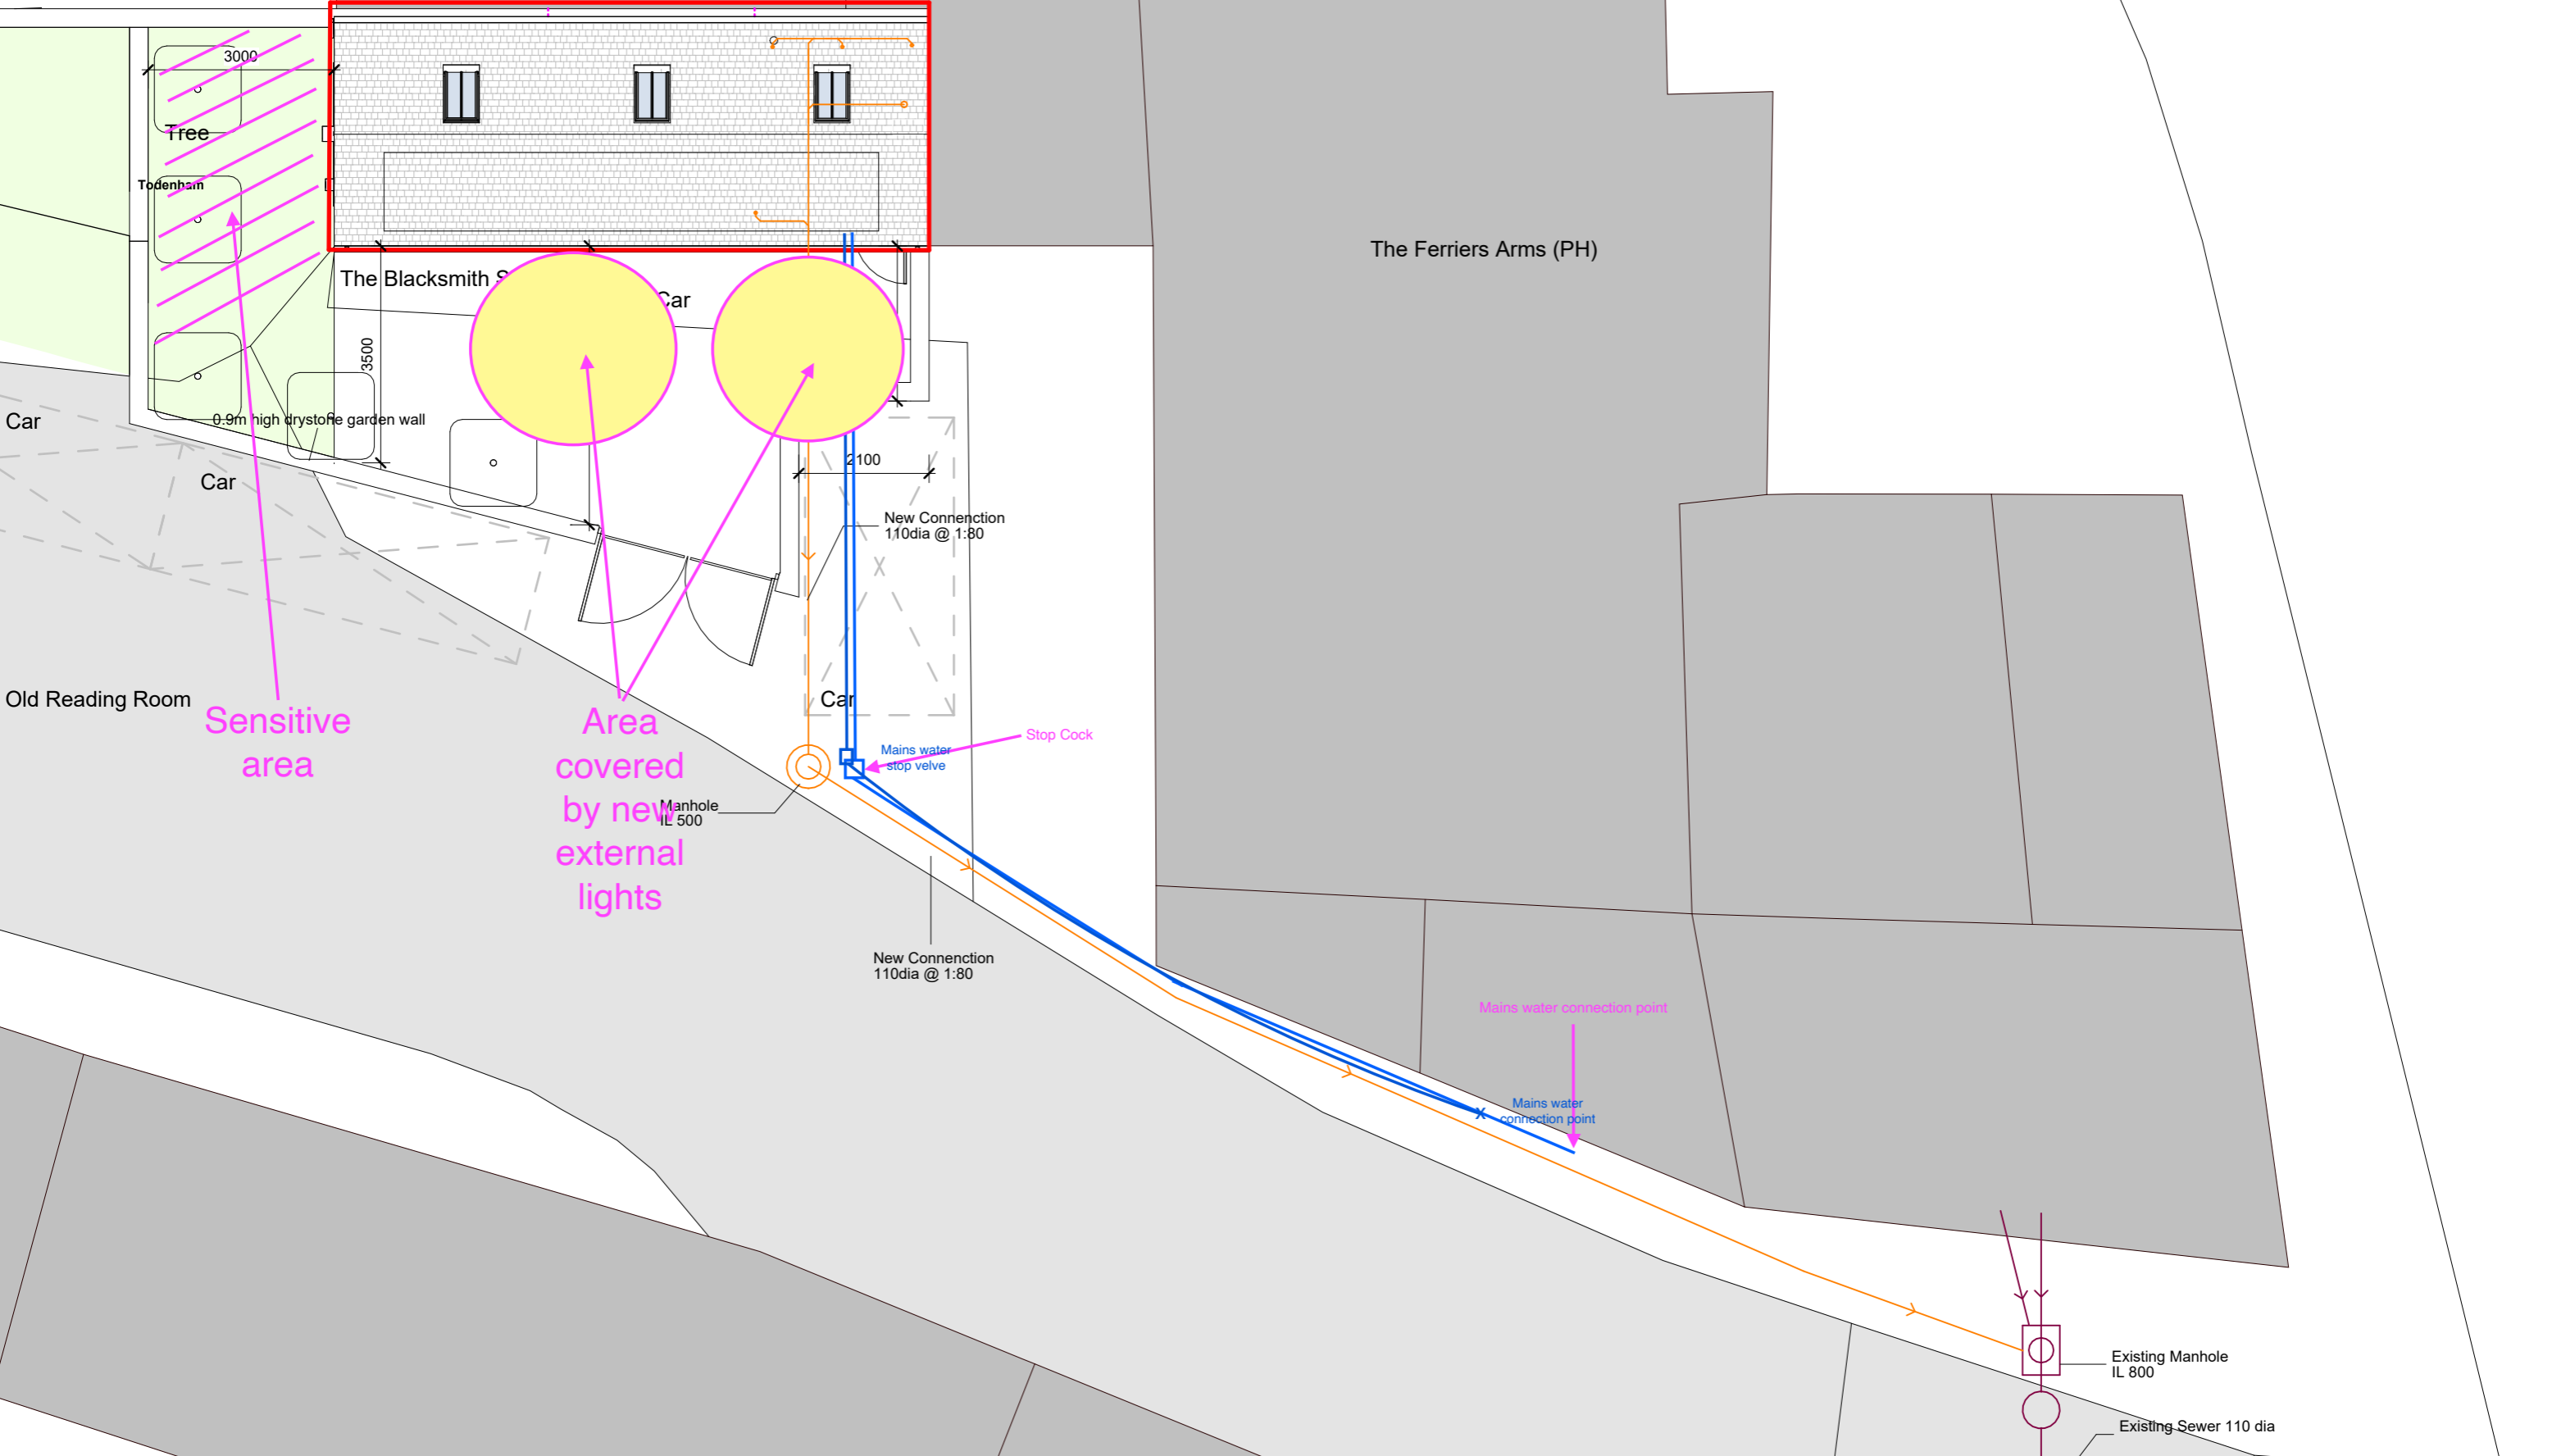 3000
Tree
Todenham
The Blacksmith
Car
The Ferriers Arms (PH)
3500
0.9m high drystone garden wall
Car
Car
2100
New Connenction
110dia @ 1:80
Old Reading Room
Sensitive
area
Area
covered
by new
external
lights
Car
Stop Cock
Mains water
stop velve
Manhole
IL 500
New Connenction
110dia @ 1:80
Mains water connection point
x
Mains water
connection point
Existing Manhole
IL 800
Existing Sewer 110 dia